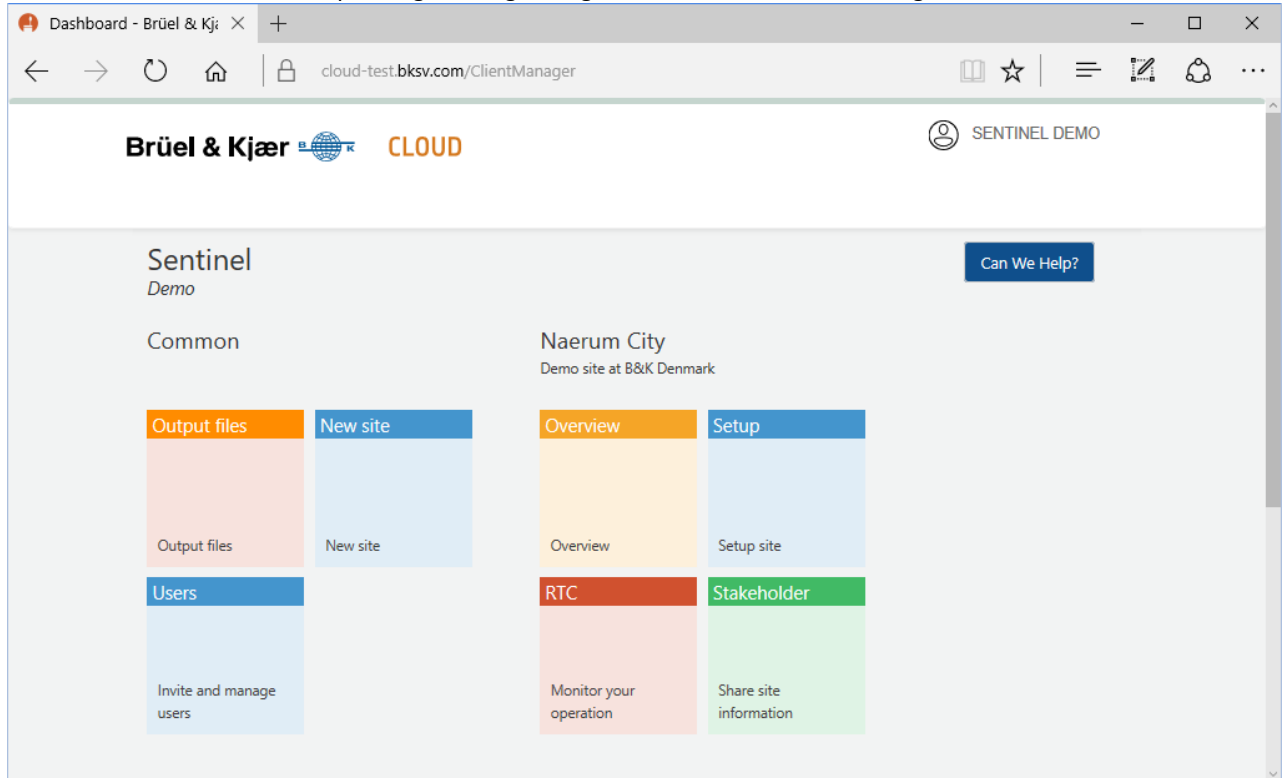 Dashboard - Brüel & Kjæ
cloud-test.bksv.com/ClientManager
Brüel & Kjær B K CLOUD
SENTINEL DEMO
Sentinel
Demo
Can We Help?
Common
Output files
Output files
New site
New site
Users
Invite and manage
users
Naerum City
Demo site at B&K Denmark
Overview
Overview
Setup
Setup site
RTC
Monitor your
operation
Stakeholder
Share site
information